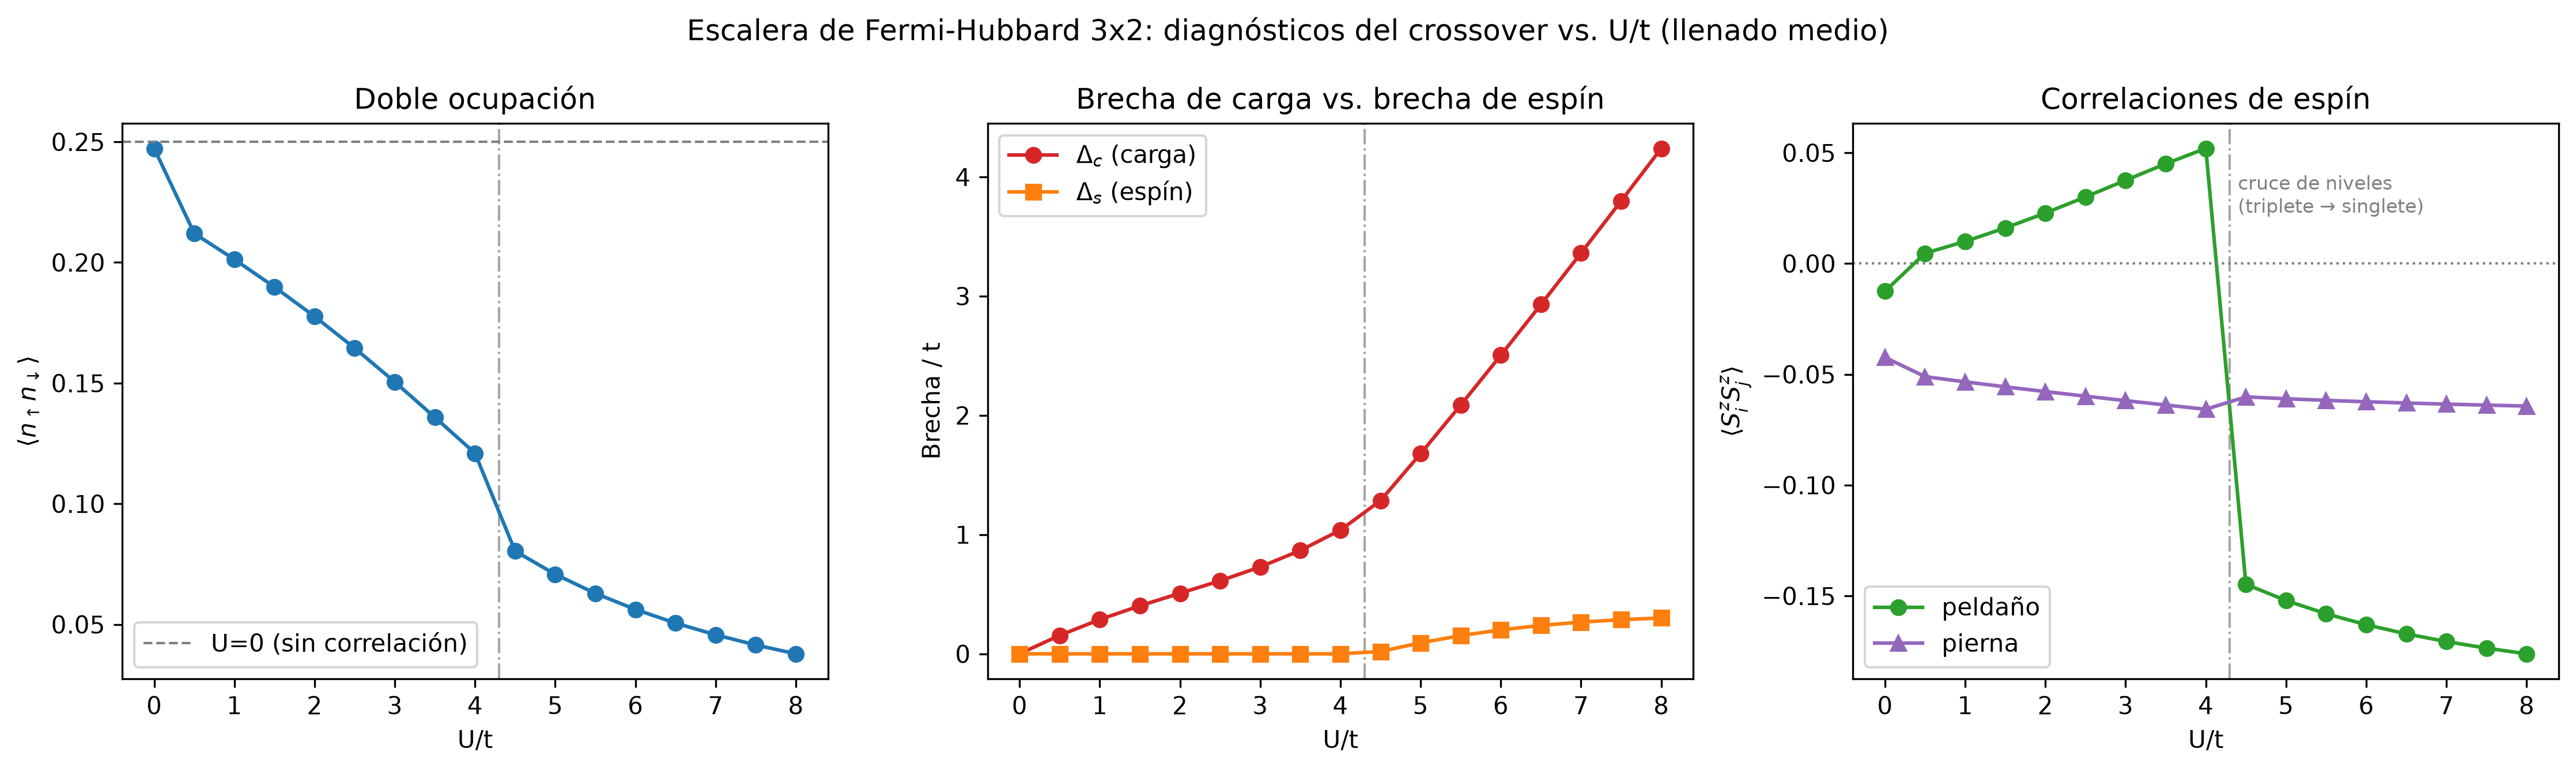 Escalera de Fermi-Hubbard 3x2: diagnósticos del crossover vs. U/t (llenado medio)
Doble ocupación
⟨n↑n↓⟩
0.25
0.20
0.15
0.10
0.05
U=0 (sin correlación)
0 1 2 3 4 5 6 7 8
U/t
Brecha de carga vs. brecha de espín
Brecha / t
Δc (carga)
Δs (espín)
4
3
2
1
0
0 1 2 3 4 5 6 7 8
U/t
Correlaciones de espín
⟨SᶻᵢSᶻⱼ⟩
0.05
0.00
−0.05
−0.10
−0.15
cruce de niveles
(triplete → singlete)
peldaño
pierna
0 1 2 3 4 5 6 7 8
U/t